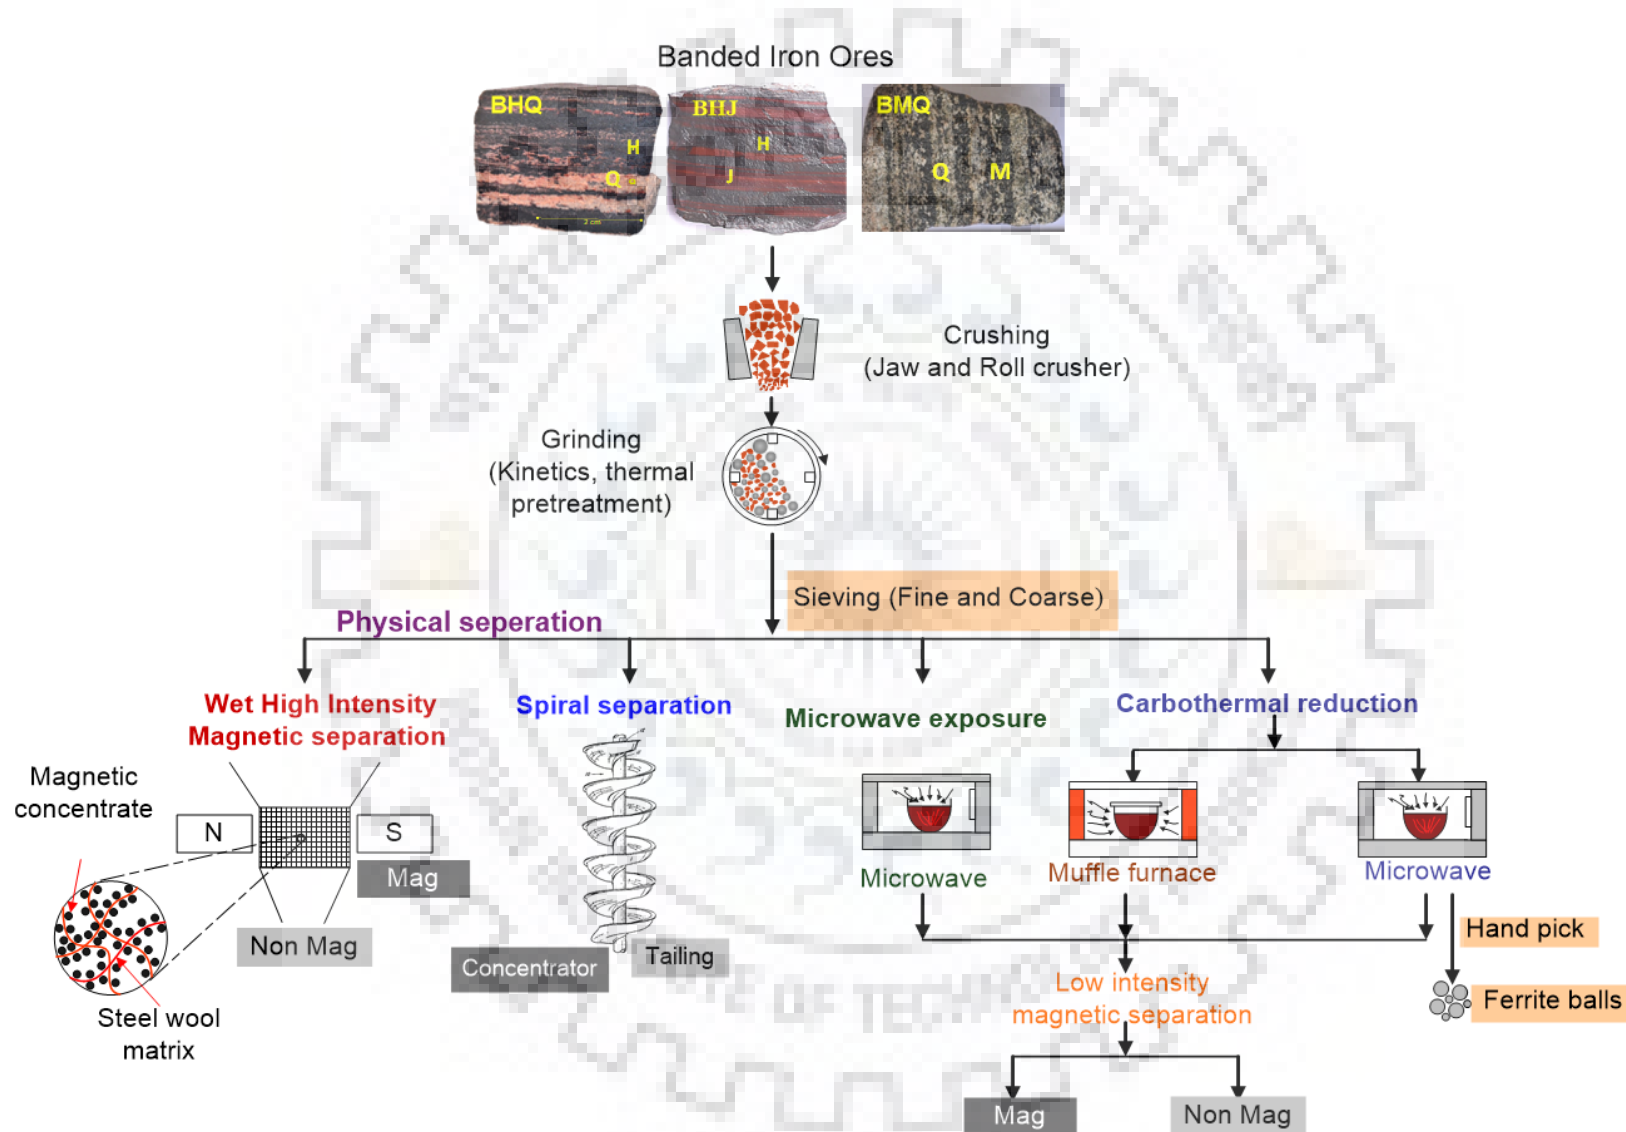 Banded Iron Ores
BHQ
BHJ
BMQ
H
H
Q
J
Q
M
2 cm
Crushing
(Jaw and Roll crusher)
Grinding
(Kinetics, thermal
pretreatment)
Sieving (Fine and Coarse)
Physical seperation
Wet High Intensity
Magnetic separation
Spiral separation
Microwave exposure
Carbothermal reduction
Magnetic
concentrate
N
S
Mag
Non Mag
Steel wool
matrix
Concentrator
Tailing
Microwave
Muffle furnace
Microwave
Hand pick
Ferrite balls
Low intensity
magnetic separation
Mag
Non Mag